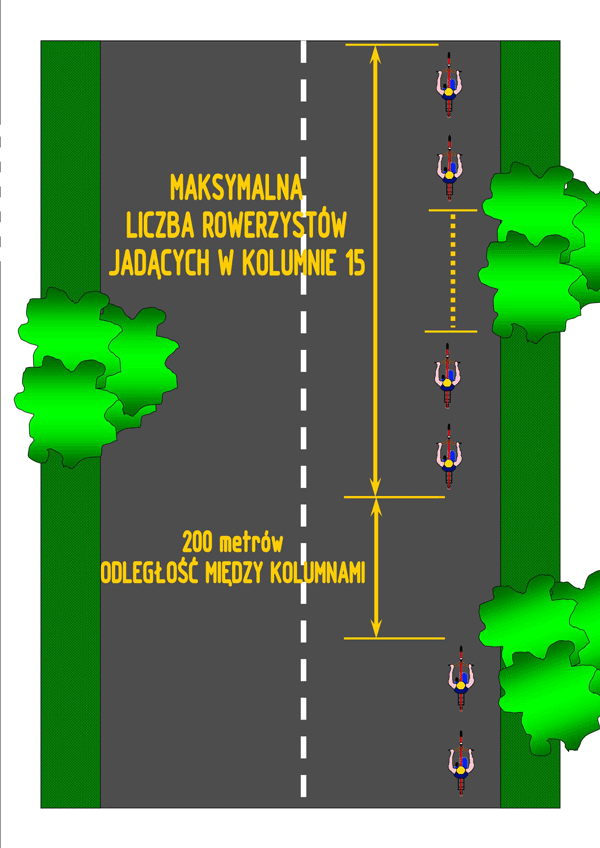 MAKSYMALNA
LICZBA ROWERZYSTÓW
JADĄCYCH W KOLUMNIE 15
200 metrów
ODLEGŁOŚĆ MIĘDZY KOLUMNAMI